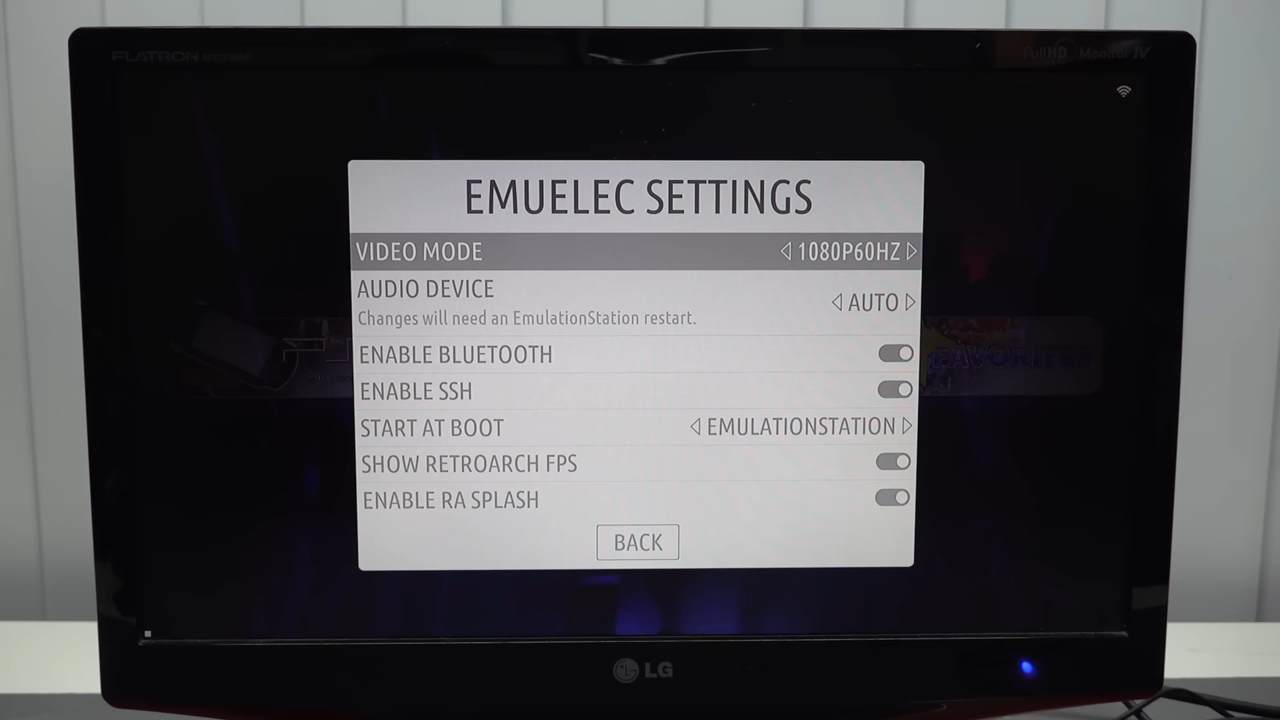 FLATRON
FullHD Monitor TV
EMUELEC SETTINGS
VIDEO MODE 1080P60HZ
AUDIO DEVICE
Changes will need an EmulationStation restart.
AUTO
ENABLE BLUETOOTH
ENABLE SSH
START AT BOOT EMULATIONSTATION
SHOW RETROARCH FPS
ENABLE RA SPLASH
BACK
FAVORITES
LG